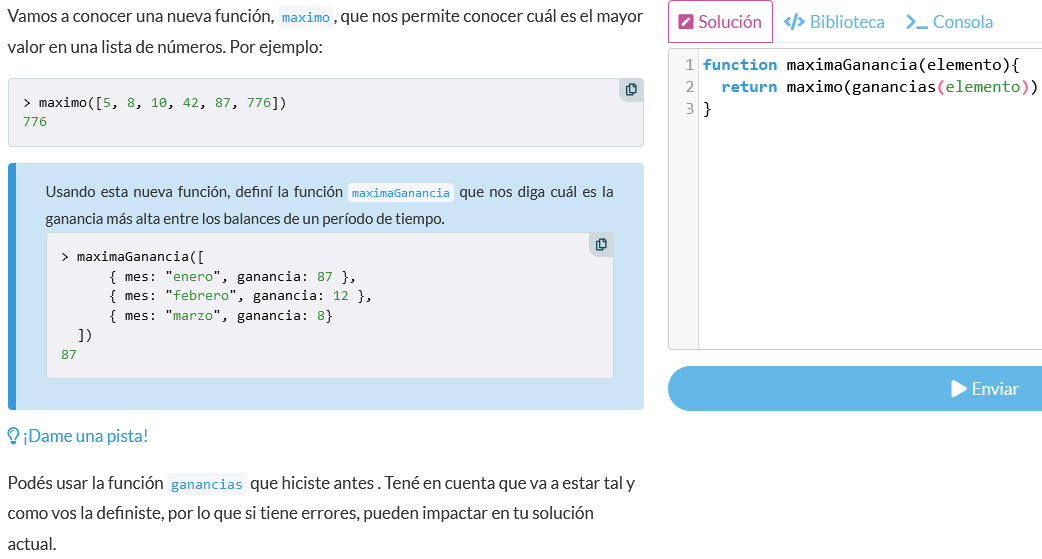 Vamos a conocer una nueva función, maximo, que nos permite conocer cuál es el mayor
valor en una lista de números. Por ejemplo:
> maximo([5, 8, 10, 42, 87, 776])
776
Usando esta nueva función, definí la función maximaGanancia que nos diga cuál es la
ganancia más alta entre los balances de un período de tiempo.
> maximaGanancia([
{ mes: "enero", ganancia: 87 },
{ mes: "febrero", ganancia: 12 },
{ mes: "marzo", ganancia: 8}
])
87
¡Dame una pista!
Podés usar la función ganancias que hiciste antes . Tené en cuenta que va a estar tal y
como vos la definiste, por lo que si tiene errores, pueden impactar en tu solución
actual.
Solución </> Biblioteca >_ Consola
1 function maximaGanancia(elemento){
2 return maximo(ganancias(elemento))
3 }
Enviar